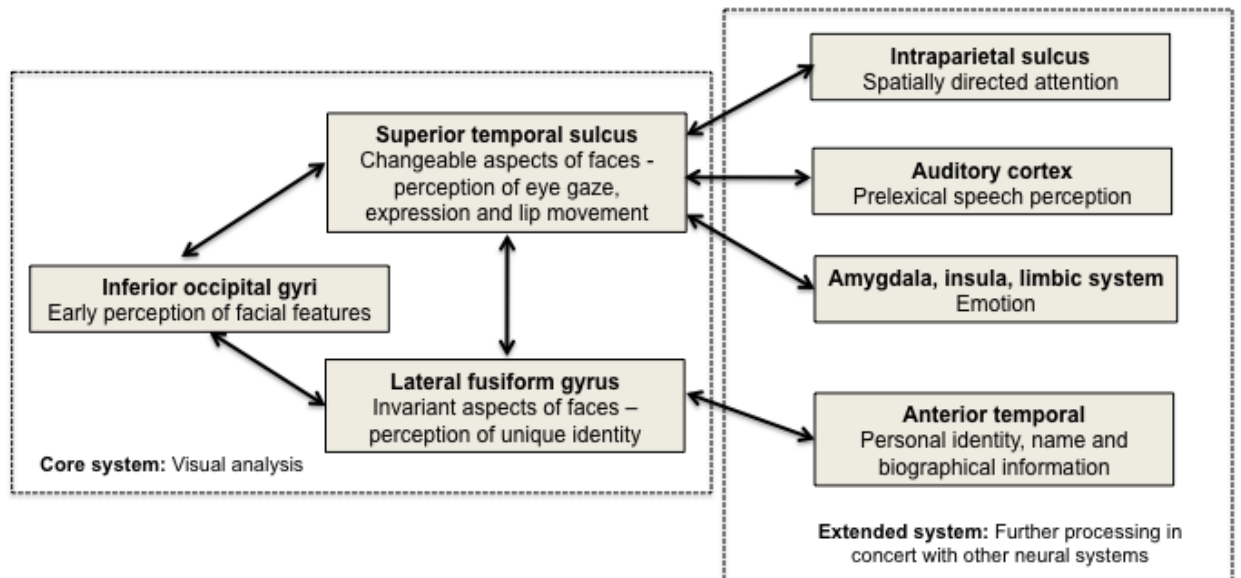 Intraparietal sulcus
Spatially directed attention
Superior temporal sulcus
Changeable aspects of faces -
perception of eye gaze,
expression and lip movement
Auditory cortex
Prelexical speech perception
Inferior occipital gyri
Early perception of facial features
Amygdala, insula, limbic system
Emotion
Lateral fusiform gyrus
Invariant aspects of faces –
perception of unique identity
Anterior temporal
Personal identity, name and
biographical information
Core system: Visual analysis
Extended system: Further processing in
concert with other neural systems